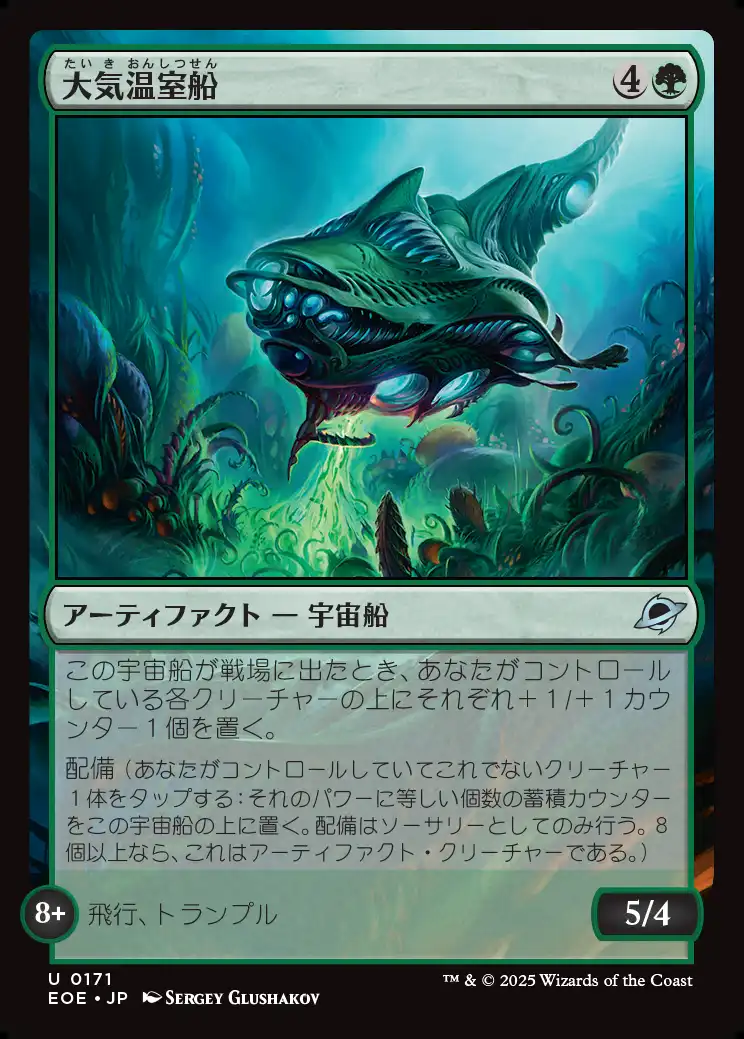 たいきおんしつせん
大気温室船
4
アーティファクト — 宇宙船
この宇宙船が戦場に出たとき、あなたがコントロール
している各クリーチャーの上にそれぞれ＋１/＋１カウ
ンター１個を置く。
配備（あなたがコントロールしていてこれでないクリーチャー
１体をタップする：それのパワーに等しい個数の蓄積カウンター
をこの宇宙船の上に置く。配備はソーサリーとしてのみ行う。８
個以上なら、これはアーティファクト・クリーチャーである。）
8+ 飛行、トランプル
5/4
U 0171
EOE • JP Sergey Glushakov
™ & © 2025 Wizards of the Coast